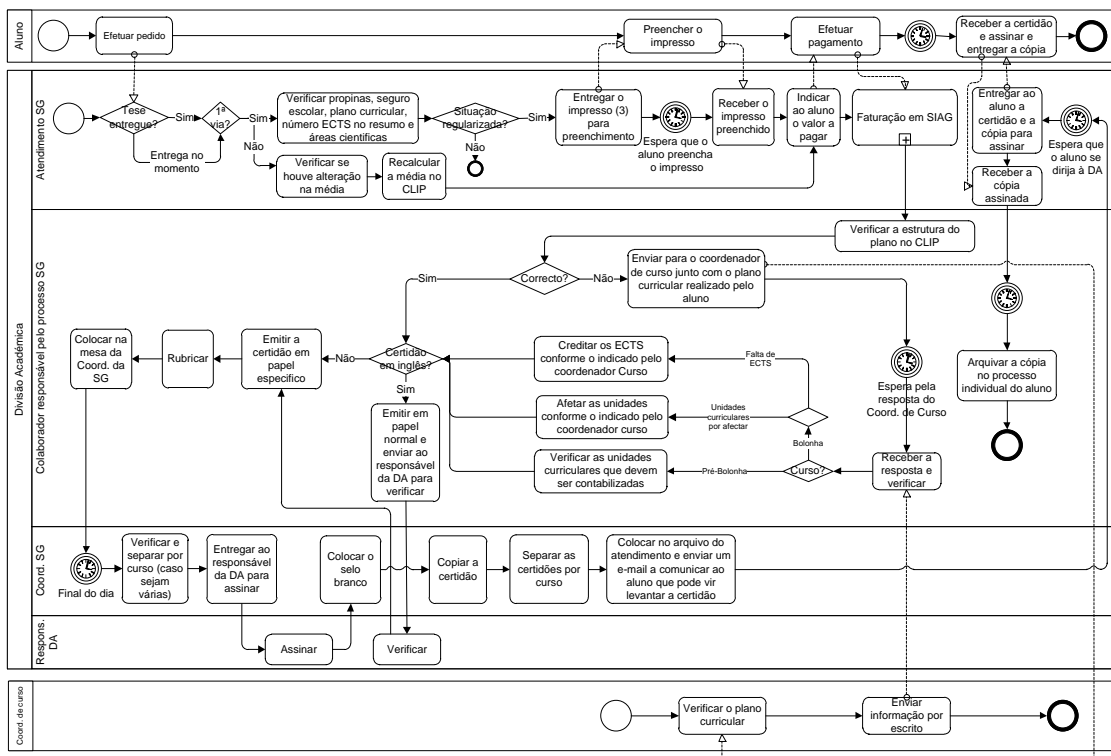 Aluno
Efetuar pedido
Preencher o
impresso
Efetuar
pagamento
Receber a certidão
e assinar e
entregar a cópia
Divisão Académica
Atendimento SG
Tese
entregue?
Sim
Entrega no
momento
1ª
via?
Sim
Não
Verificar propinas, seguro
escolar, plano curricular,
número ECTS no resumo e
áreas científicas
Verificar se
houve alteração
na média
Recalcular
a média no
CLIP
Situação
regularizada?
Sim
Não
Entregar o
impresso (3) para
preenchimento
Espera que o
aluno preencha
o impresso
Receber o
impresso
preenchido
Indicar
ao aluno
o valor a
pagar
Faturação em SIAG
Entregar ao
aluno a
certidão e a
cópia para
assinar
Espera que
o aluno se
dirija à DA
Receber a
cópia
assinada
Colaborador responsável pelo processo SG
Verificar a estrutura do
plano no CLIP
Correcto?
Sim
Não
Enviar para o coordenador
de curso junto com o plano
curricular realizado pelo
aluno
Colocar na
mesa da
Coord. da
SG
Rubricar
Emitir a
certidão em
papel
especifico
Não
Certidão
em inglês?
Sim
Emitir em
papel
normal e
enviar ao
responsável
da DA para
verificar
Creditar os ECTS
conforme o indicado pelo
coordenador Curso
Falta de
ECTS
Afetar as unidades
conforme o indicado pelo
coordenador curso
Unidades
curriculares
por afectar
Bolonha
Verificar as unidades
curriculares que devem
ser contabilizadas
Pré-Bolonha
Curso?
Espera pela
resposta do
Coord. de Curso
Receber a
resposta e
verificar
Arquivar a cópia
no processo
individual do aluno
Coord. SG
Final do dia
Verificar e
separar por
curso (caso
sejam
várias)
Entregar ao
responsável
da DA para
assinar
Colocar o
selo
branco
Copiar a
certidão
Separar as
certidões por
curso
Colocar no arquivo do
atendimento e enviar um
e-mail a comunicar ao
aluno que pode vir
levantar a certidão
Respons.
DA
Assinar
Verificar
Coord. de curso
Verificar o plano
curricular
Enviar
informação por
escrito